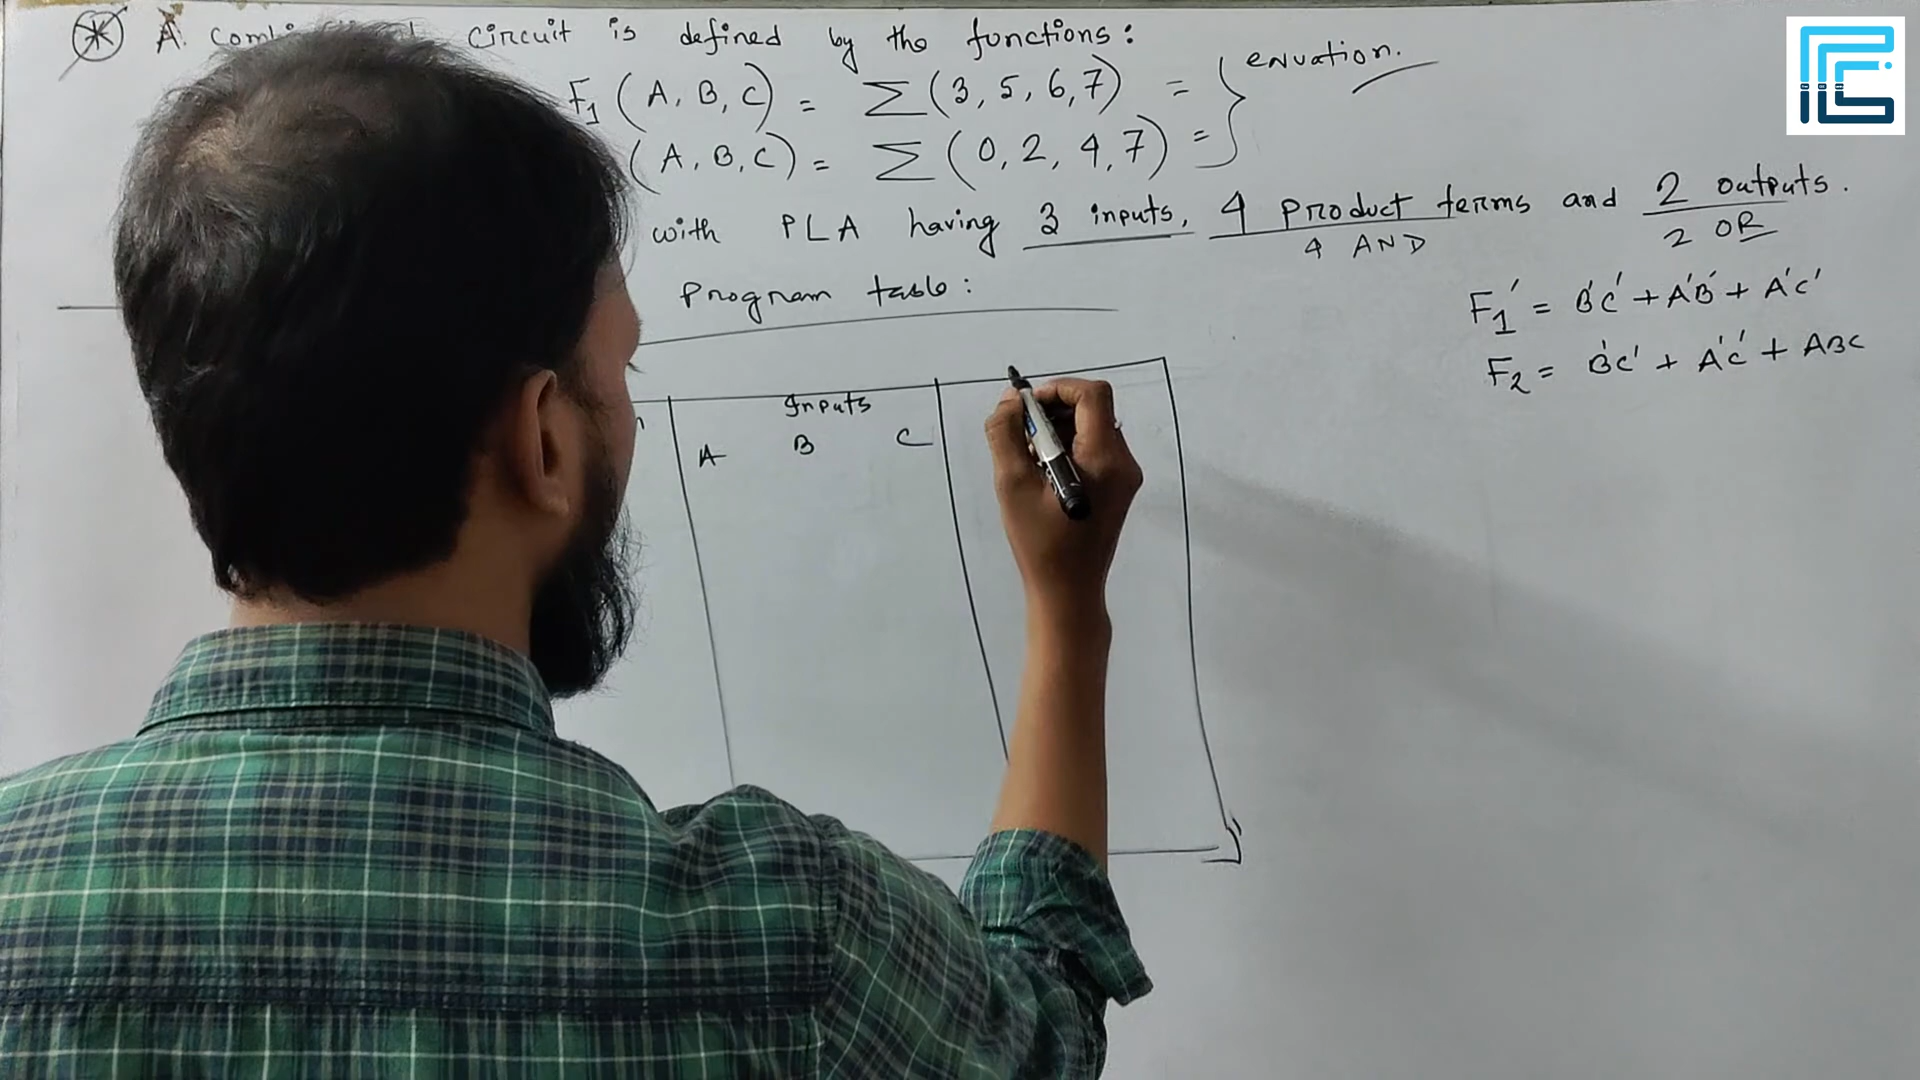 A circuit is defined by the functions:
F1 (A, B, C) = Σ(3, 5, 6, 7) =
(A, B, C) = Σ(0, 2, 4, 7) =
enuation.
with PLA having 3 inputs, 4 product terms and 2 outputs.
4 AND 2 OR
Program table:
F1' = B'C' + A'B' + A'C'
F2 = B'C' + A'C' + ABC
Inputs
A B C